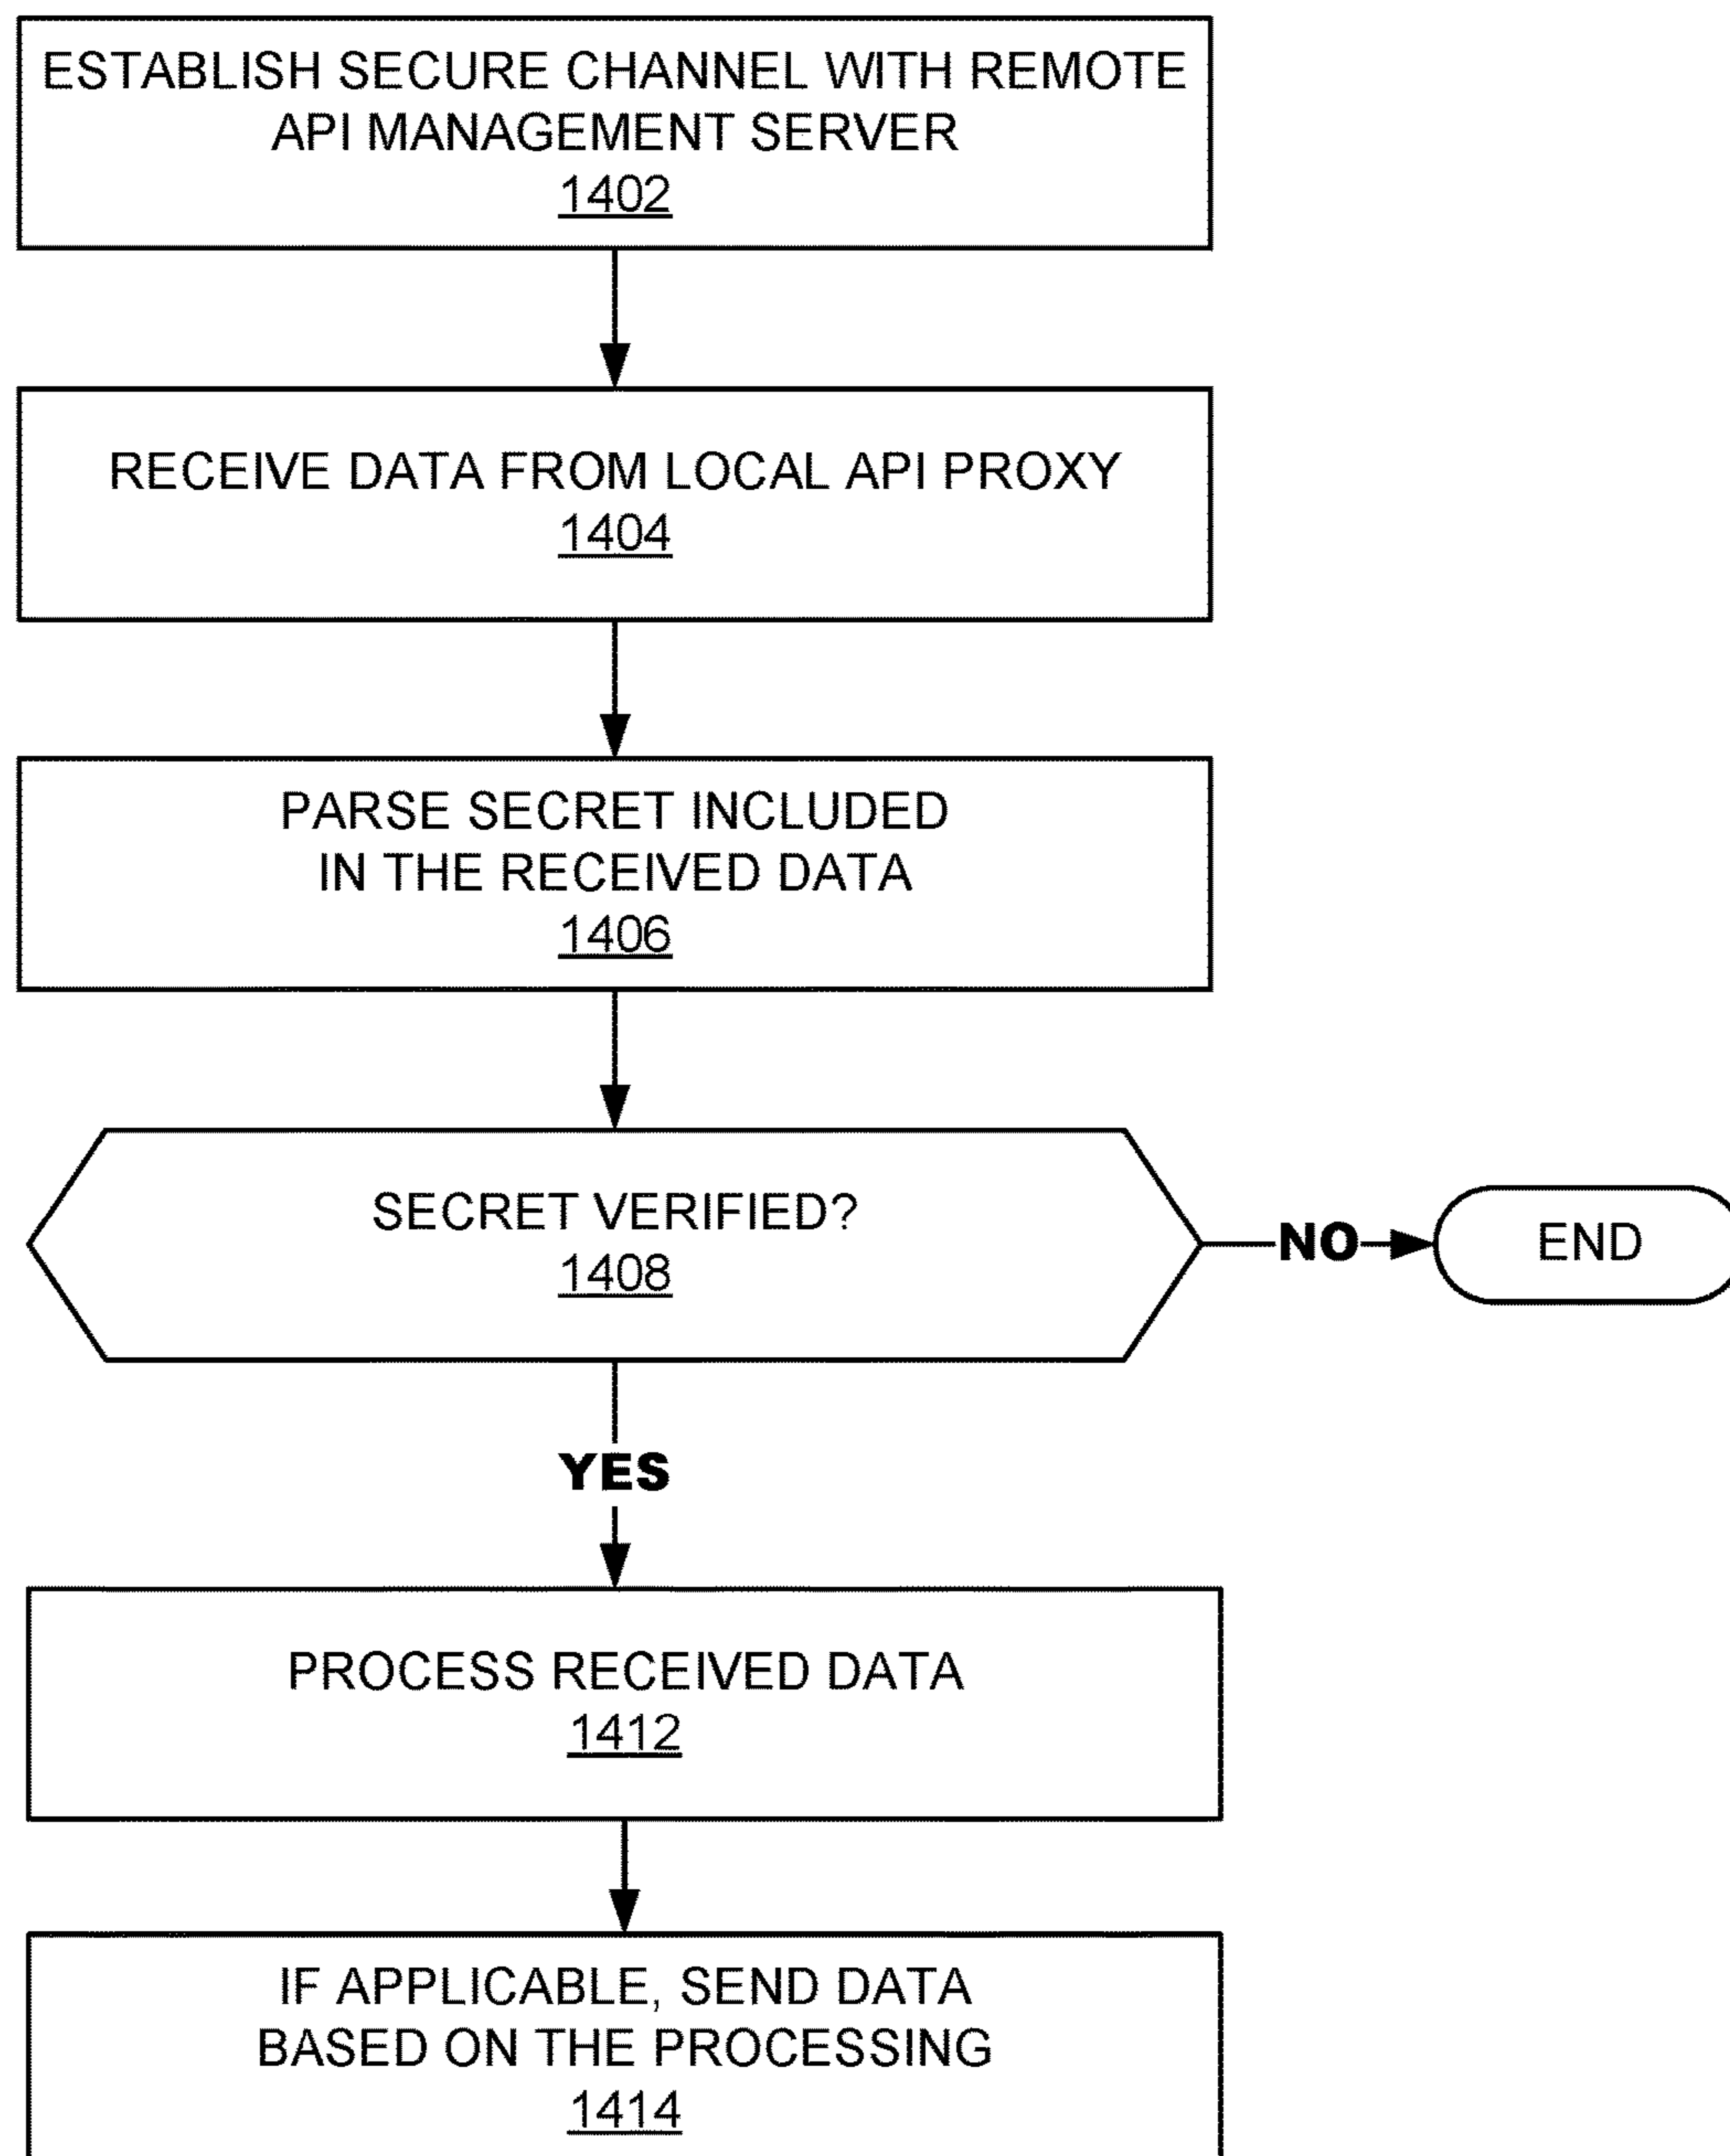 ESTABLISH SECURE CHANNEL WITH REMOTE
API MANAGEMENT SERVER
1402
RECEIVE DATA FROM LOCAL API PROXY
1404
PARSE SECRET INCLUDED
IN THE RECEIVED DATA
1406
SECRET VERIFIED?
1408
NO
END
YES
PROCESS RECEIVED DATA
1412
IF APPLICABLE, SEND DATA
BASED ON THE PROCESSING
1414